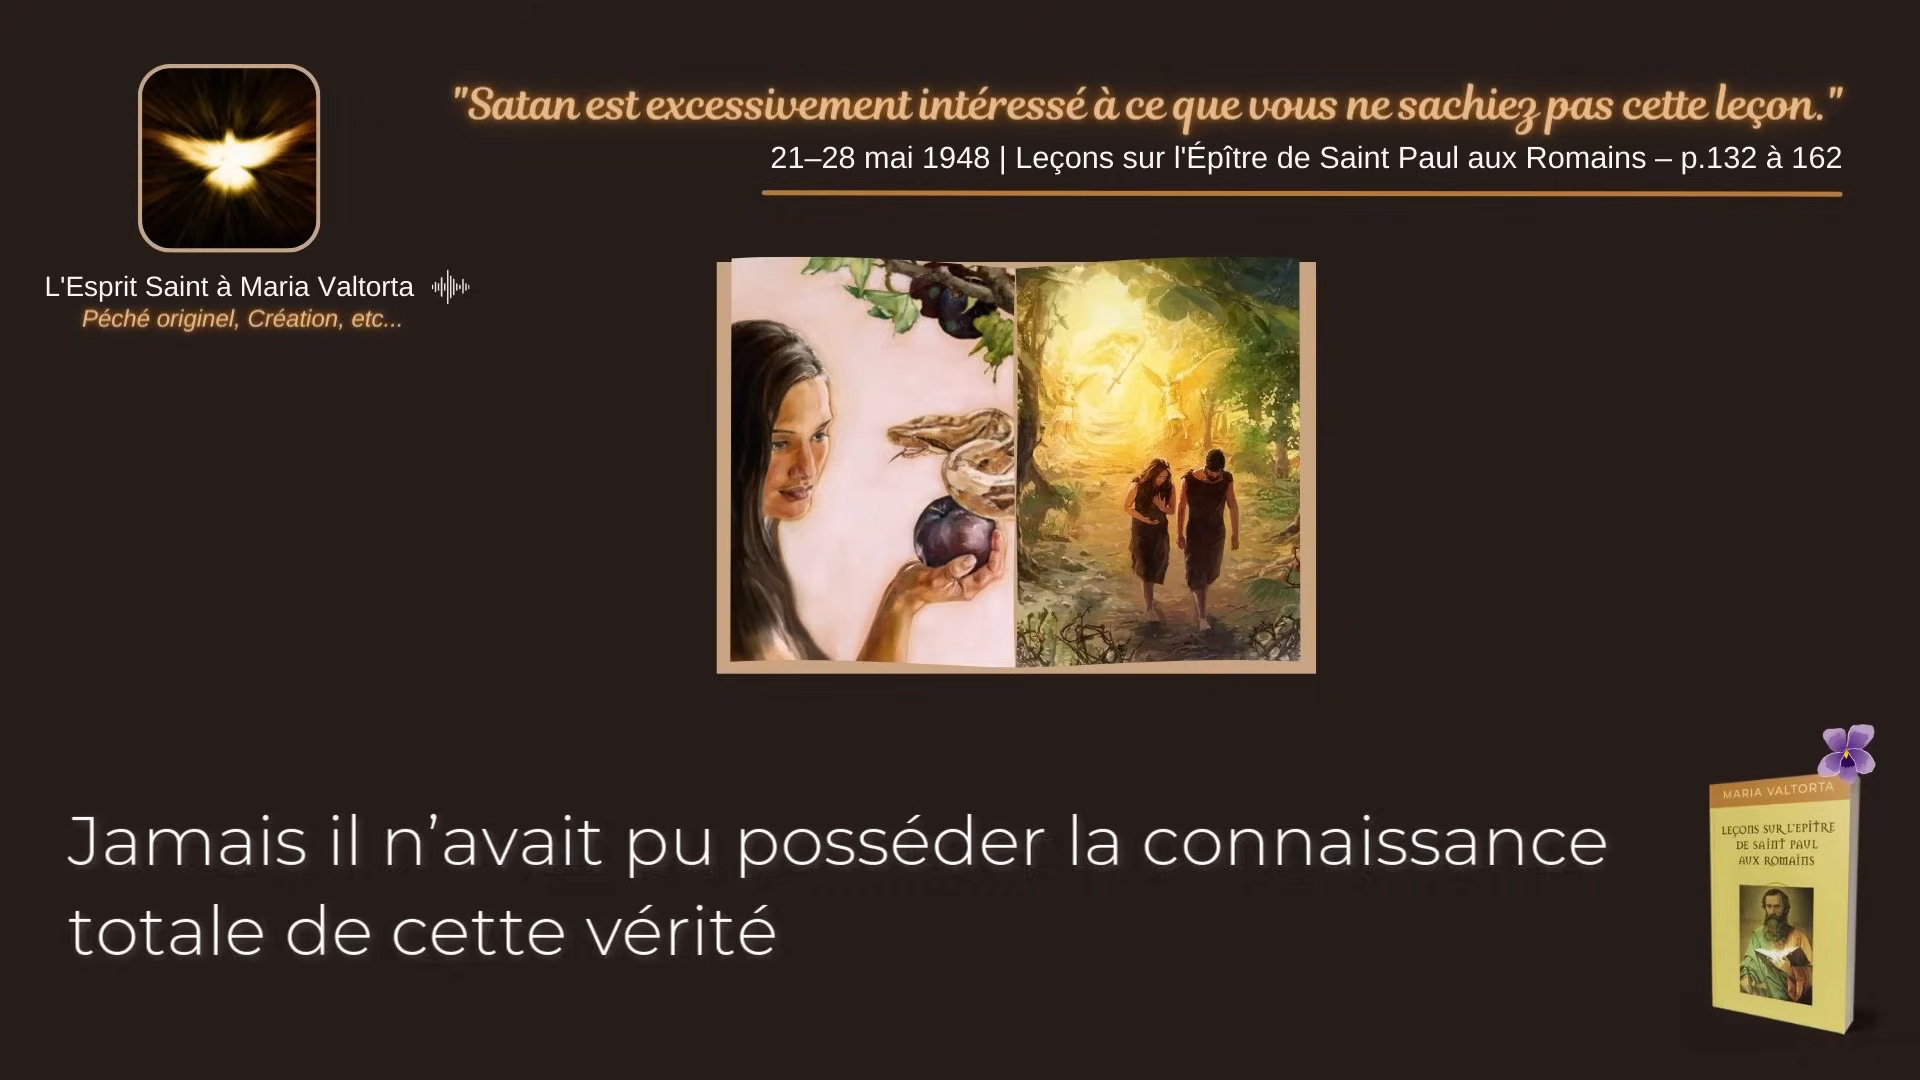 "Satan est excessivement intéressé à ce que vous ne sachiez pas cette leçon."
21–28 mai 1948 | Leçons sur l'Épître de Saint Paul aux Romains – p.132 à 162
L'Esprit Saint à Maria Valtorta
Péché originel, Création, etc...
Jamais il n’avait pu posséder la connaissance
totale de cette vérité
MARIA VALTORTA
LEÇONS SUR L'EPÎTRE
DE SAINT PAUL
AUX ROMAINS